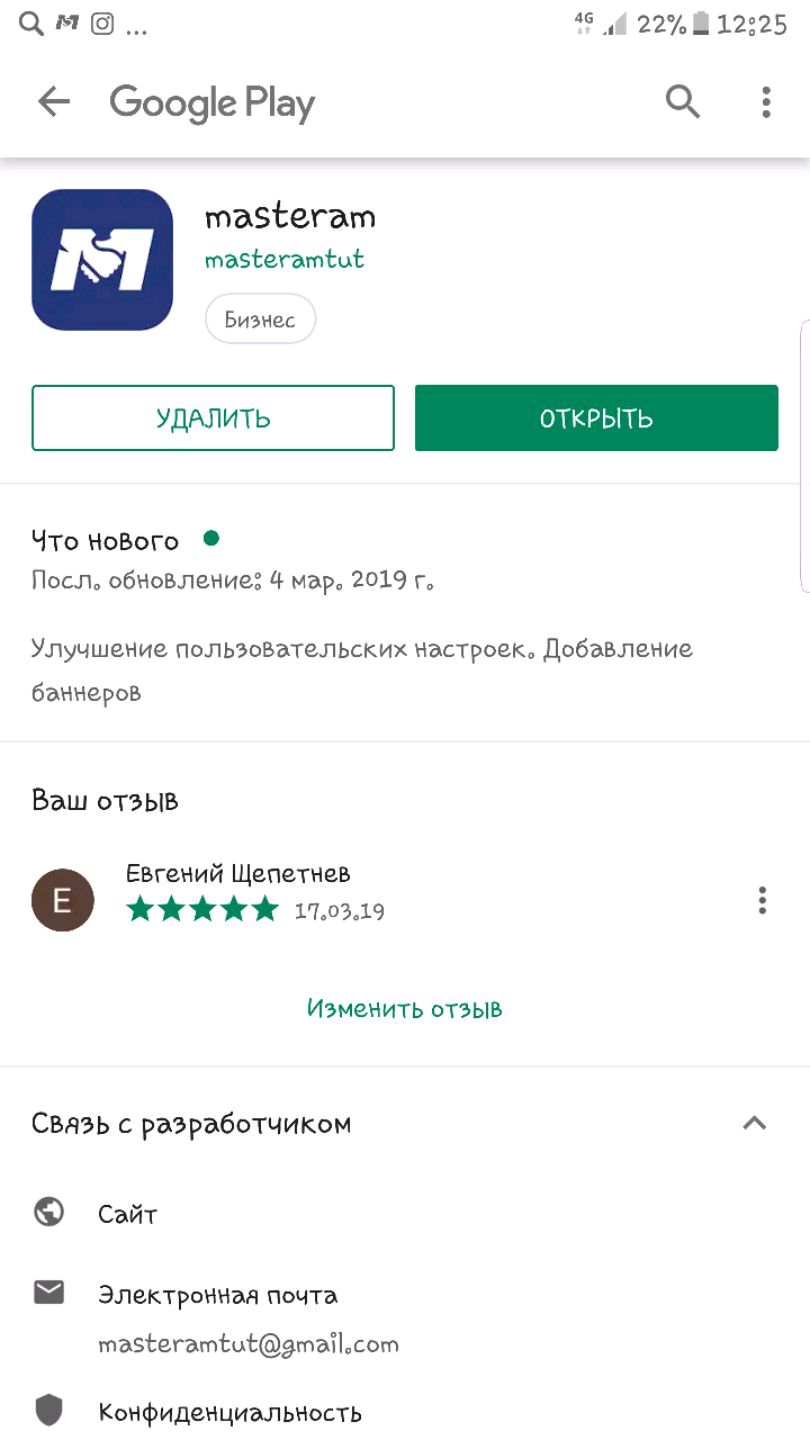 ... 4G 22% 12:25
Google Play
masteram
masteramtut
Бизнес
УДАЛИТЬ ОТКРЫТЬ
Что нового
Посл. обновление: 4 мар. 2019 г.
Улучшение пользовательских настроек. Добавление
баннеров
Ваш отзыв
Евгений Щепетнев
E
17.03.19
Изменить отзыв
Связь с разработчиком
Сайт
Электронная почта
masteramtut@gmail.com
Конфиденциальность